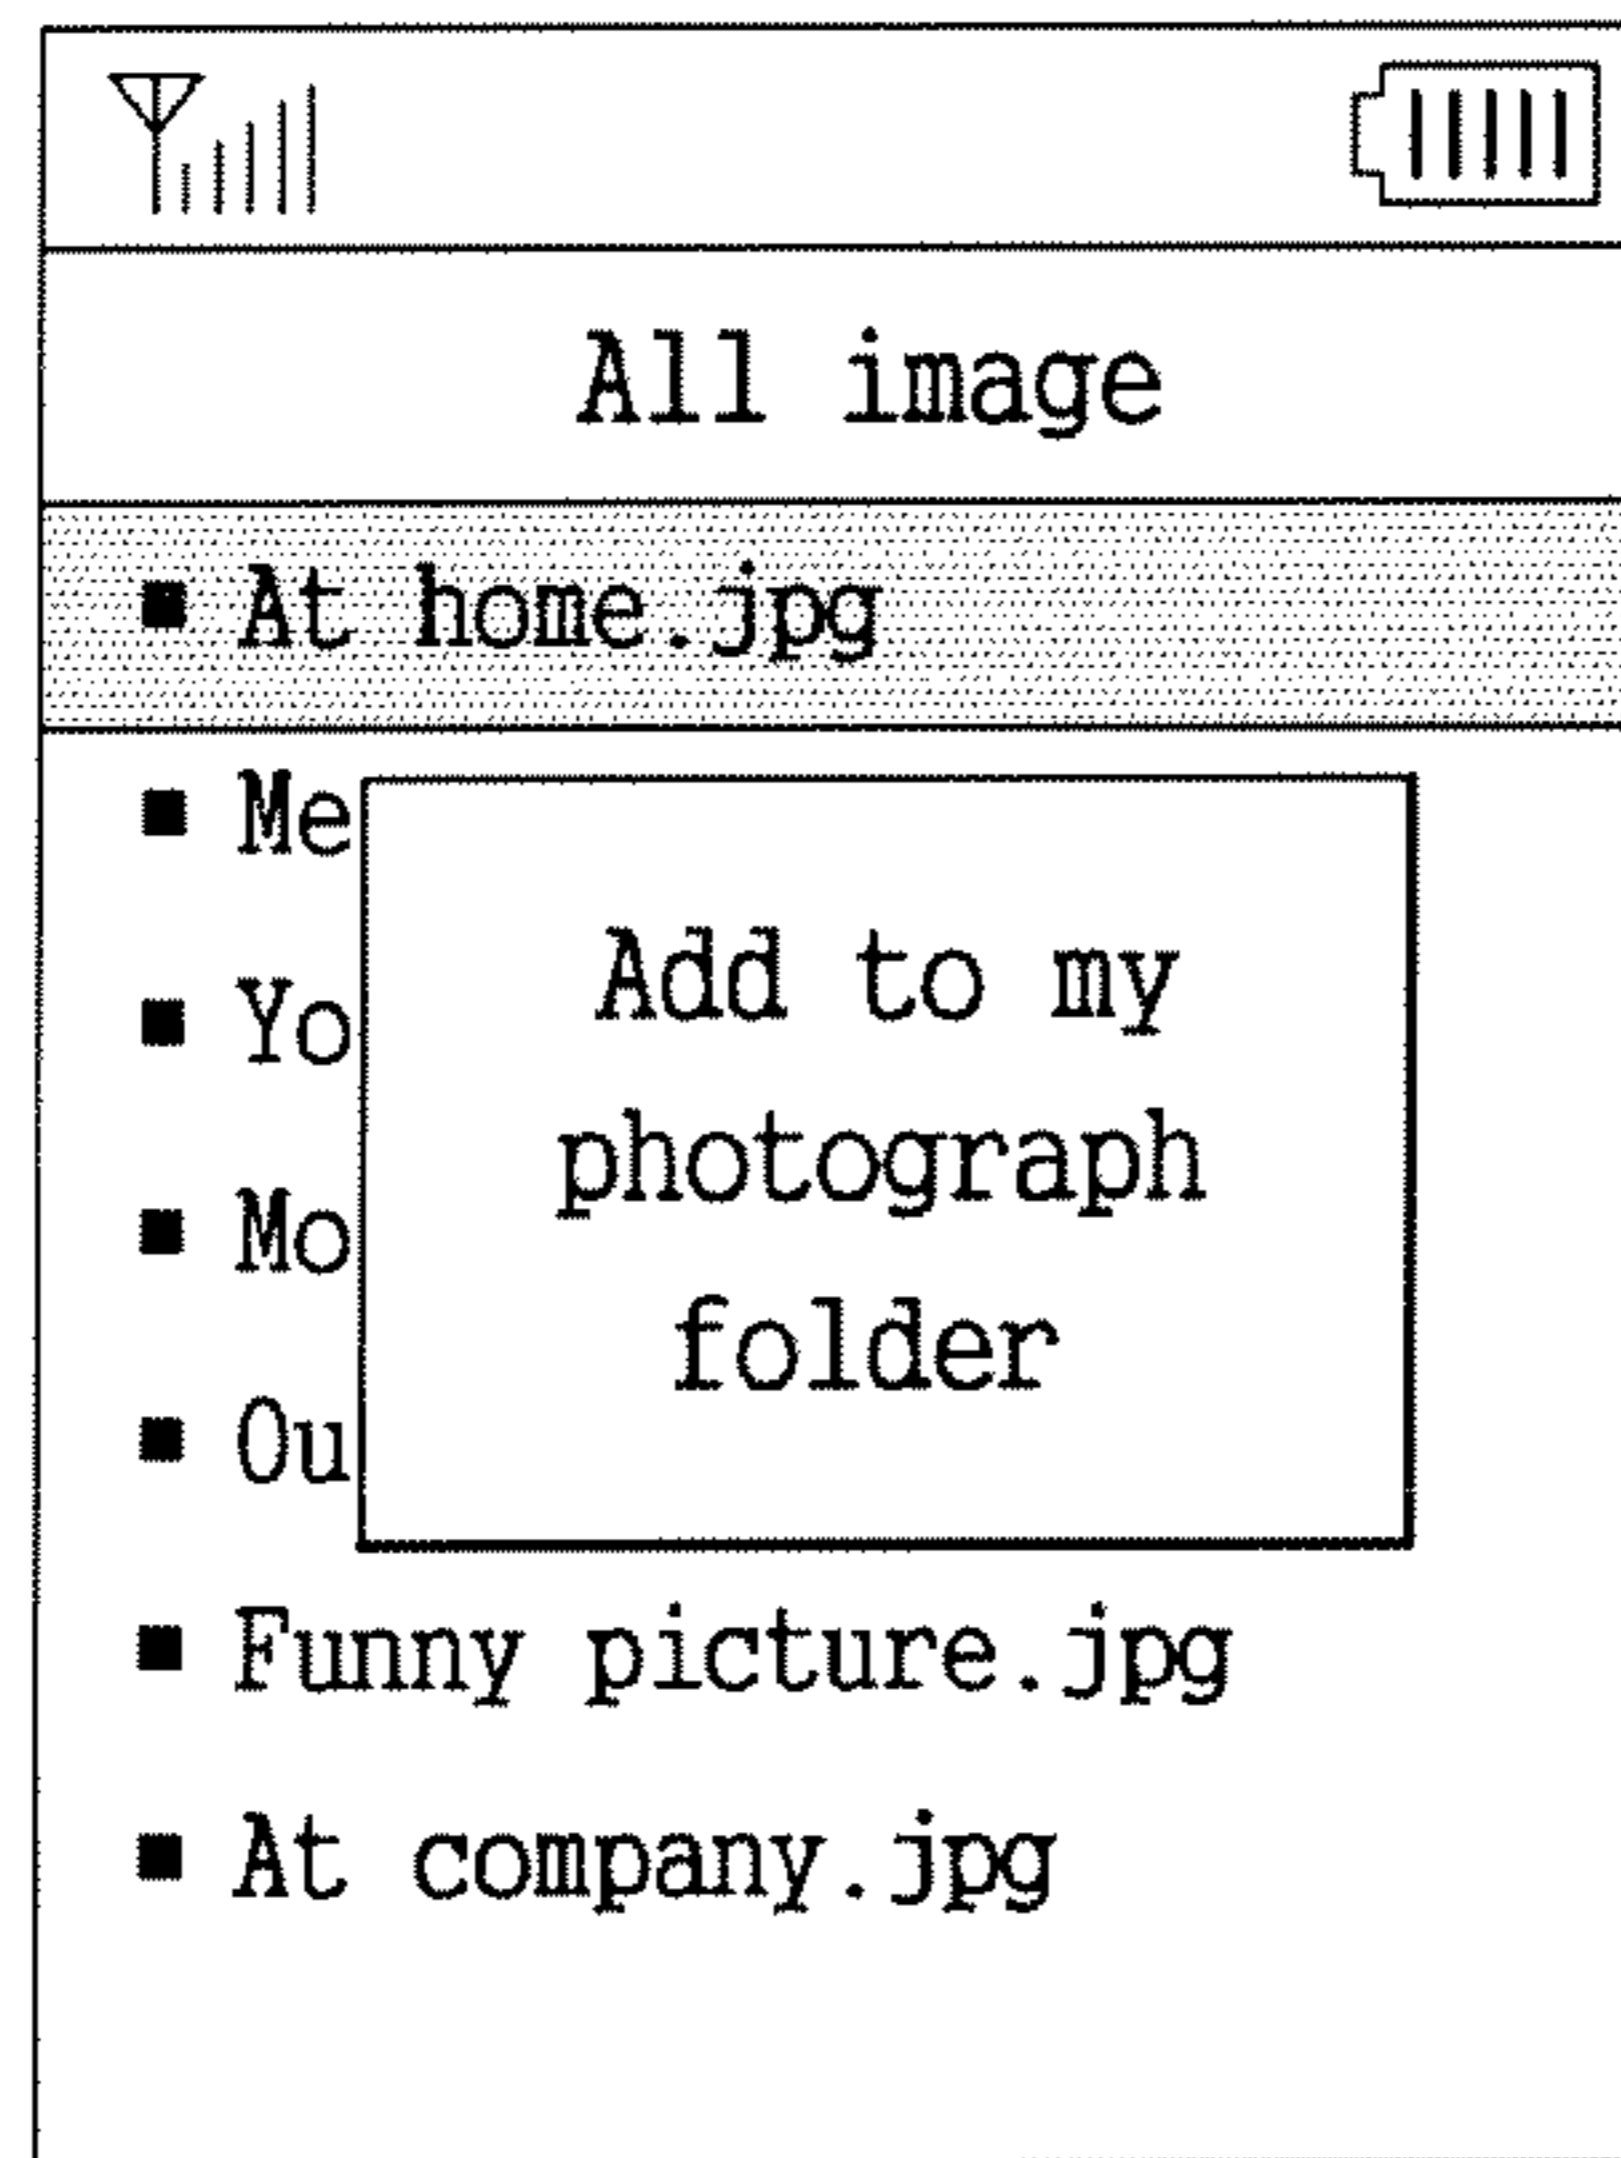 All image
■ At home.jpg
■ Me
■ Yo
■ Mo
■ Ou
Add to my
photograph
folder
■ Funny picture.jpg
■ At company.jpg